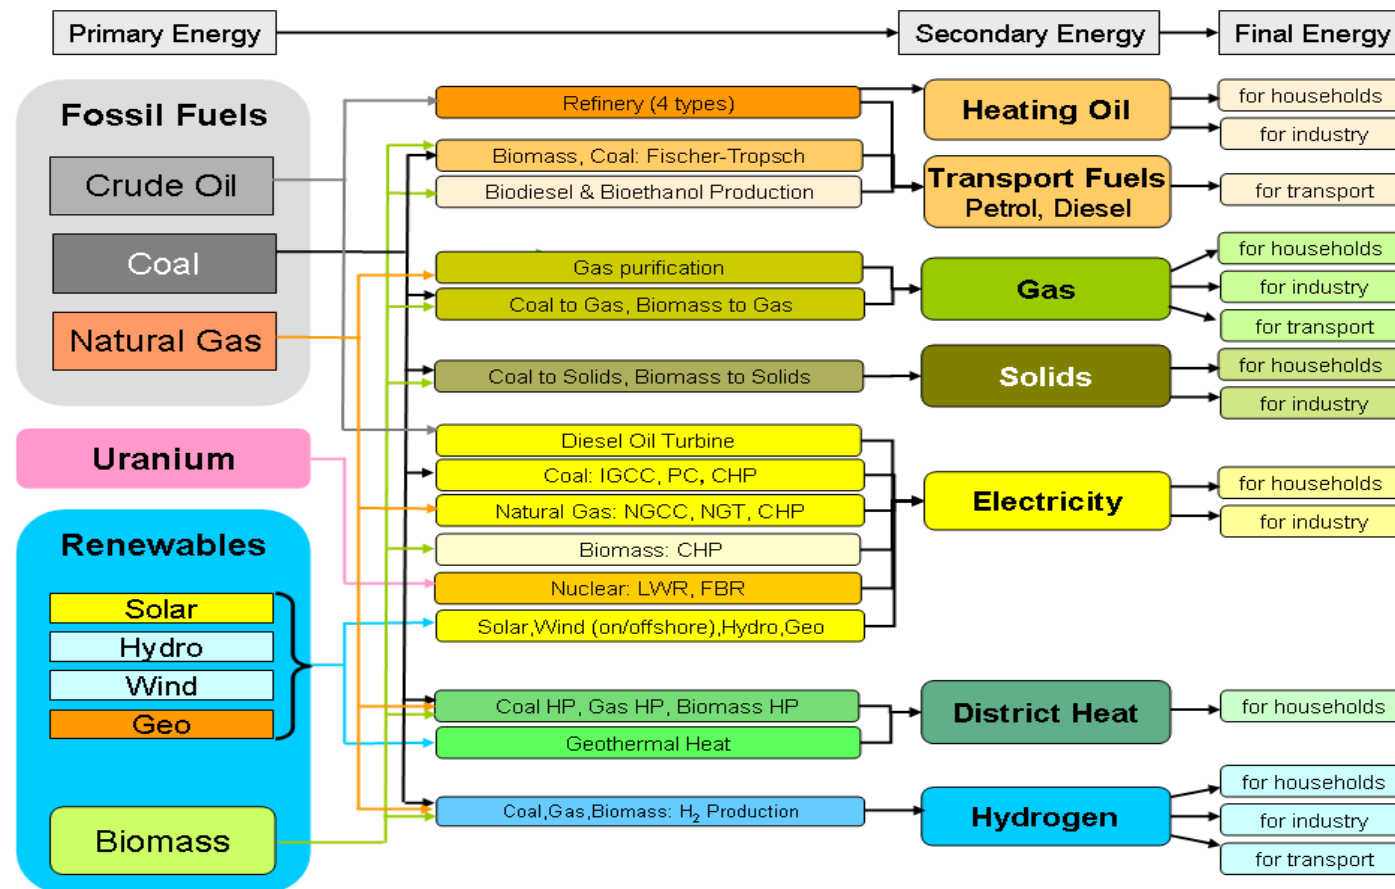 Primary Energy
Secondary Energy
Final Energy
Fossil Fuels
Crude Oil
Coal
Natural Gas
Uranium
Renewables
Solar
Hydro
Wind
Geo
Biomass
Refinery (4 types)
Biomass, Coal: Fischer-Tropsch
Biodiesel & Bioethanol Production
Gas purification
Coal to Gas, Biomass to Gas
Coal to Solids, Biomass to Solids
Diesel Oil Turbine
Coal: IGCC, PC, CHP
Natural Gas: NGCC, NGT, CHP
Biomass: CHP
Nuclear: LWR, FBR
Solar,Wind (on/offshore),Hydro,Geo
Coal HP, Gas HP, Biomass HP
Geothermal Heat
Coal,Gas,Biomass: H₂ Production
Heating Oil
Transport Fuels
Petrol, Diesel
Gas
Solids
Electricity
District Heat
Hydrogen
for households
for industry
for transport
for households
for industry
for transport
for households
for industry
for households
for industry
for households
for households
for industry
for transport